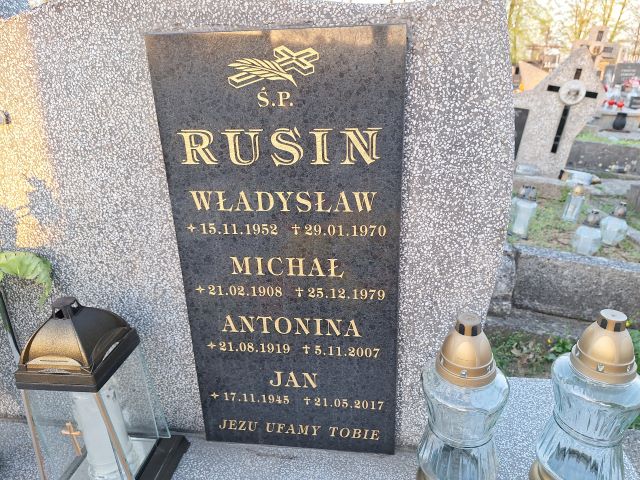 Ś.P.
RUSIN
WŁADYSŁAW
✦15.11.1952 ✝29.01.1970
MICHAŁ
✦21.02.1908 ✝25.12.1979
ANTONINA
✦21.08.1919 ✝5.11.2007
JAN
✦17.11.1945 ✝21.05.2017
JEZU UFAMY TOBIE